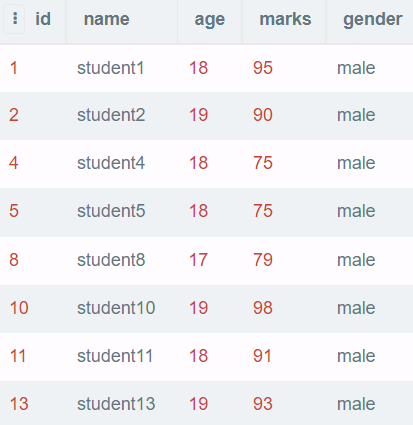 id name age marks gender
1 student1 18 95 male
2 student2 19 90 male
4 student4 18 75 male
5 student5 18 75 male
8 student8 17 79 male
10 student10 19 98 male
11 student11 18 91 male
13 student13 19 93 male